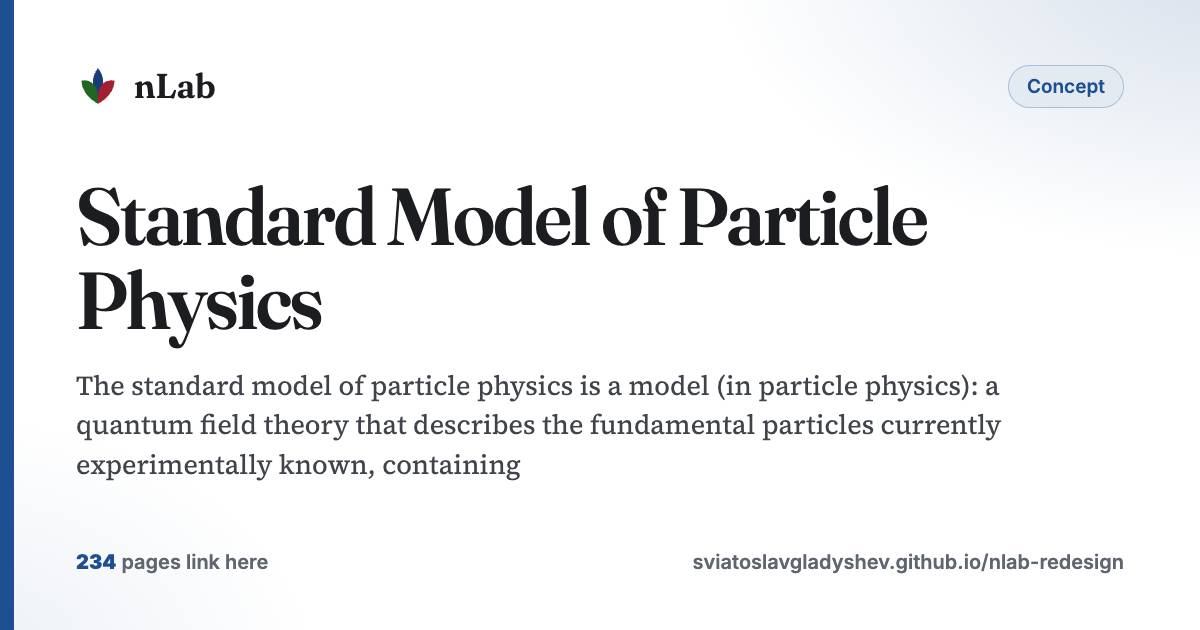 nLab
Concept
Standard Model of Particle
Physics
The standard model of particle physics is a model (in particle physics): a
quantum field theory that describes the fundamental particles currently
experimentally known, containing
234 pages link here
sviatoslavgladyshev.github.io/nlab-redesign